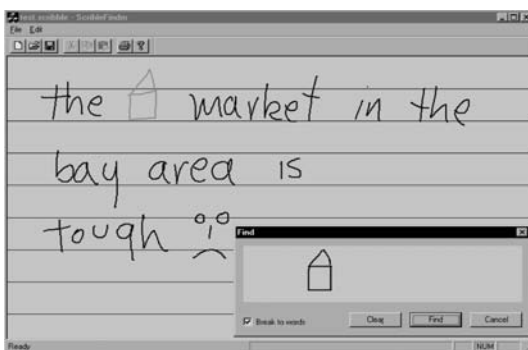 test.scribble - ScribbleFinder
File Edit
the market in the
bay area is
tough
Find
Break to words
Clear
Find
Cancel
Ready
NUM